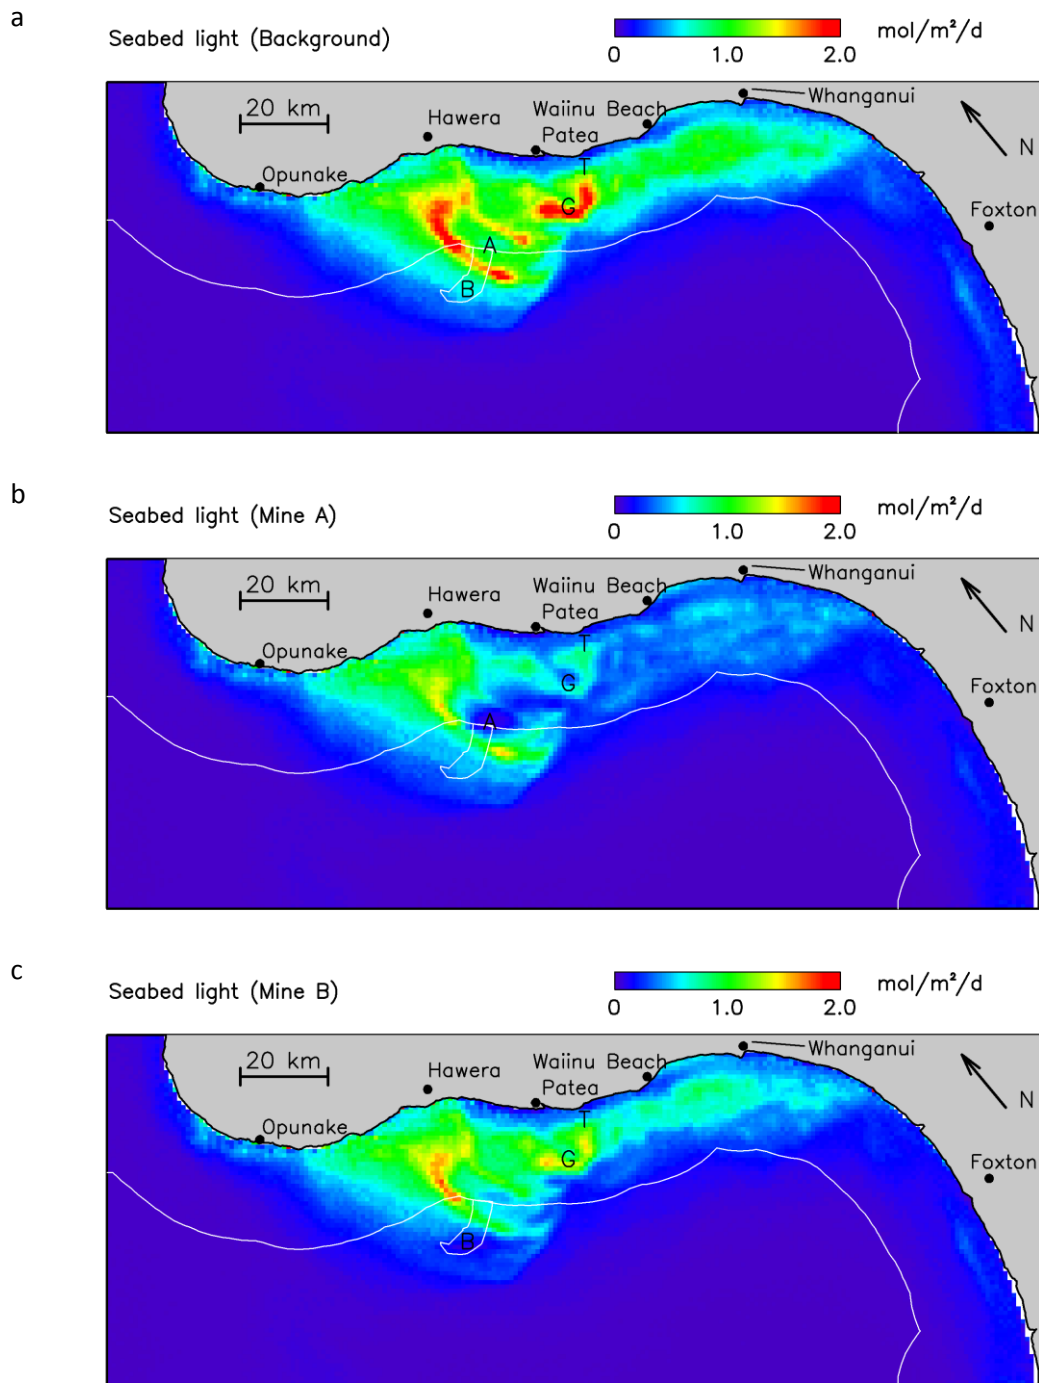 a
Seabed light (Background)
mol/m²/d
0 1.0 2.0
20 km
Hawera
Waiinu Beach
Patea
Whanganui
Opunake
T
G
A
B
N
Foxton
b
Seabed light (Mine A)
mol/m²/d
0 1.0 2.0
20 km
Hawera
Waiinu Beach
Patea
Whanganui
Opunake
T
G
A
N
Foxton
c
Seabed light (Mine B)
mol/m²/d
0 1.0 2.0
20 km
Hawera
Waiinu Beach
Patea
Whanganui
Opunake
T
G
B
N
Foxton